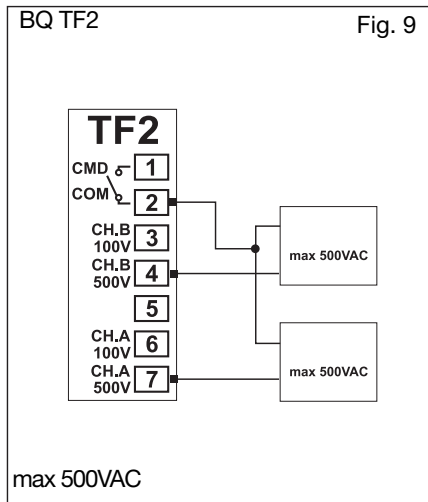 BQ TF2
Fig. 9
TF2
CMD
1
COM
2
CH.B
100V
3
CH.B
500V
4
5
CH.A
100V
6
CH.A
500V
7
max 500VAC
max 500VAC
max 500VAC